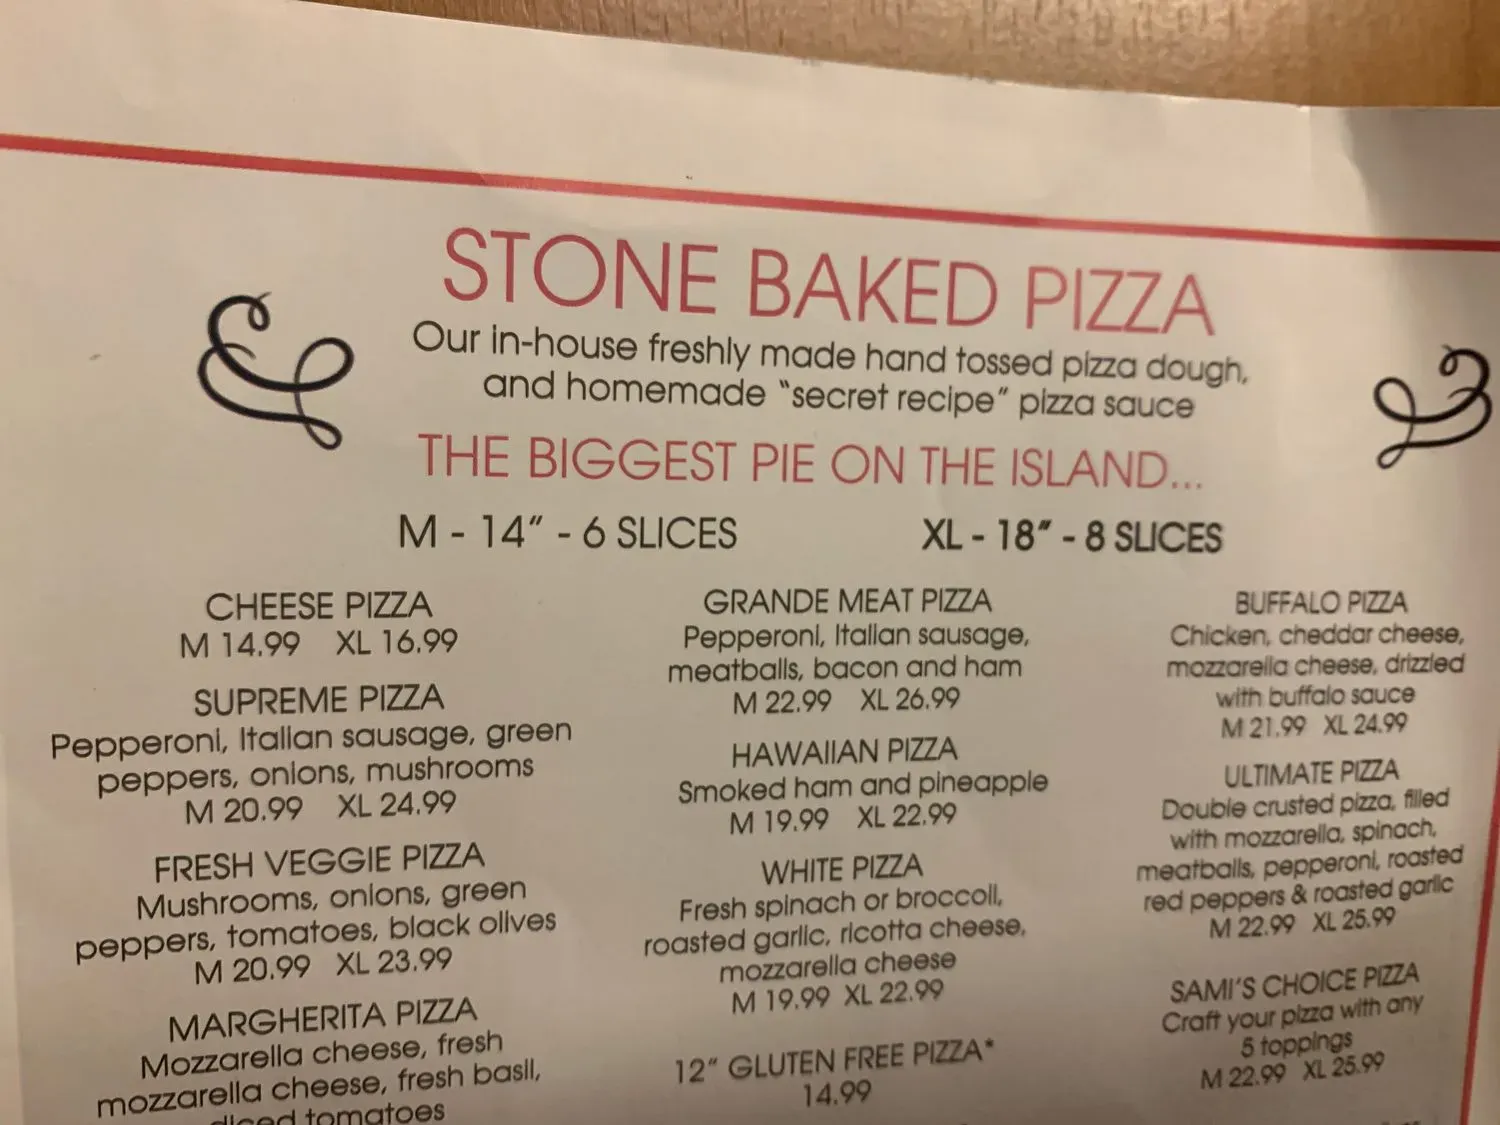 STONE BAKED PIZZA
Our in-house freshly made hand tossed pizza dough,
and homemade "secret recipe" pizza sauce
THE BIGGEST PIE ON THE ISLAND...
M - 14" - 6 SLICES XL - 18" - 8 SLICES
CHEESE PIZZA
M 14.99 XL 16.99
SUPREME PIZZA
Pepperoni, Italian sausage, green
peppers, onions, mushrooms
M 20.99 XL 24.99
FRESH VEGGIE PIZZA
Mushrooms, onions, green
peppers, tomatoes, black olives
M 20.99 XL 23.99
MARGHERITA PIZZA
Mozzarella cheese, fresh
mozzarella cheese, fresh basil,
diced tomatoes
GRANDE MEAT PIZZA
Pepperoni, Italian sausage,
meatballs, bacon and ham
M 22.99 XL 26.99
HAWAIIAN PIZZA
Smoked ham and pineapple
M 19.99 XL 22.99
WHITE PIZZA
Fresh spinach or broccoli,
roasted garlic, ricotta cheese,
mozzarella cheese
M 19.99 XL 22.99
12" GLUTEN FREE PIZZA*
14.99
BUFFALO PIZZA
Chicken, cheddar cheese,
mozzarella cheese, drizzled
with buffalo sauce
M 21.99 XL 24.99
ULTIMATE PIZZA
Double crusted pizza, filled
with mozzarella, spinach,
meatballs, pepperoni, roasted
red peppers & roasted garlic
M 22.99 XL 25.99
SAMI'S CHOICE PIZZA
Craft your pizza with any
5 toppings
M 22.99 XL 25.99